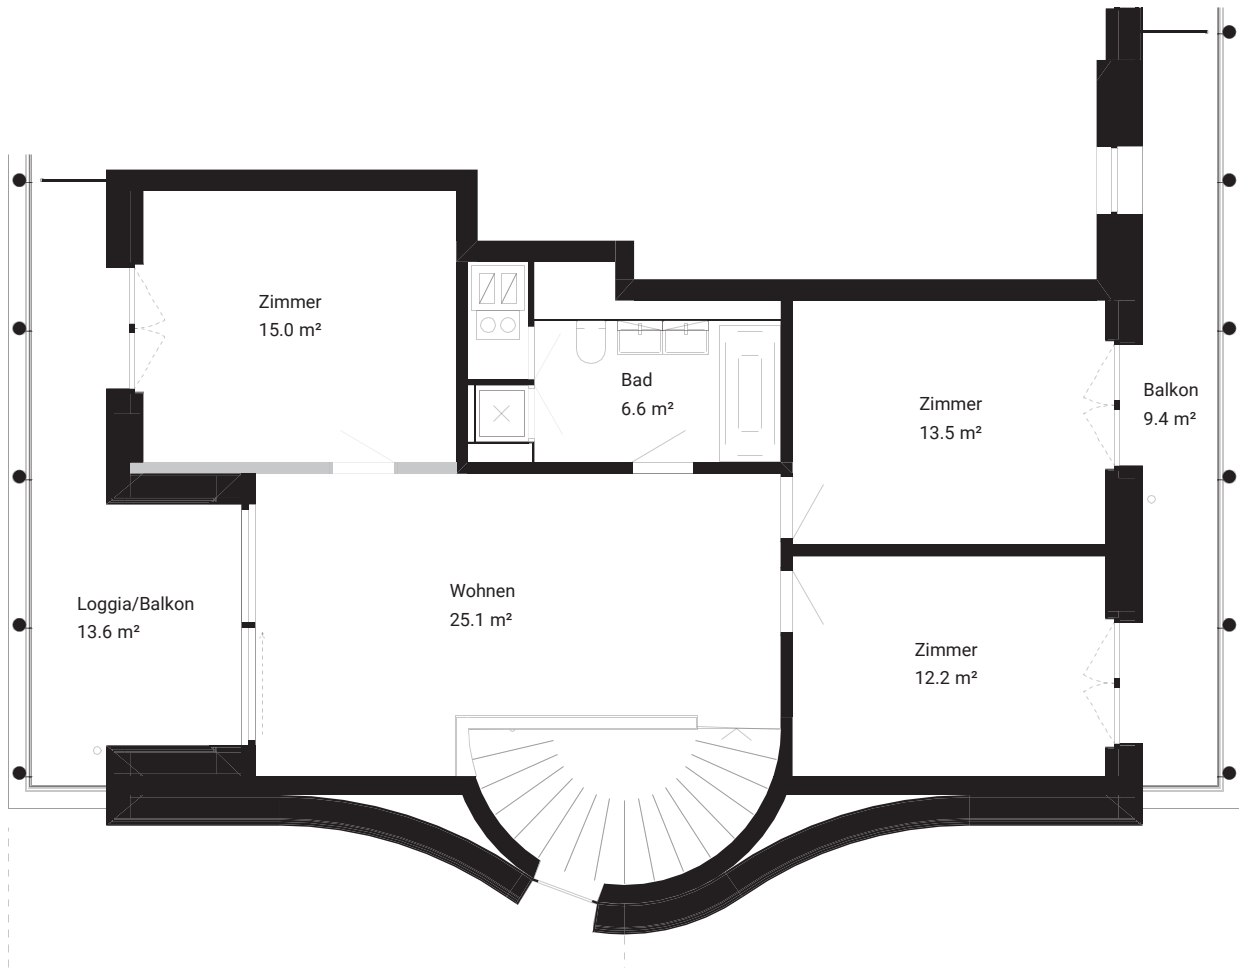 Zimmer
15.0 m²
Bad
6.6 m²
Zimmer
13.5 m²
Balkon
9.4 m²
Loggia/Balkon
13.6 m²
Wohnen
25.1 m²
Zimmer
12.2 m²